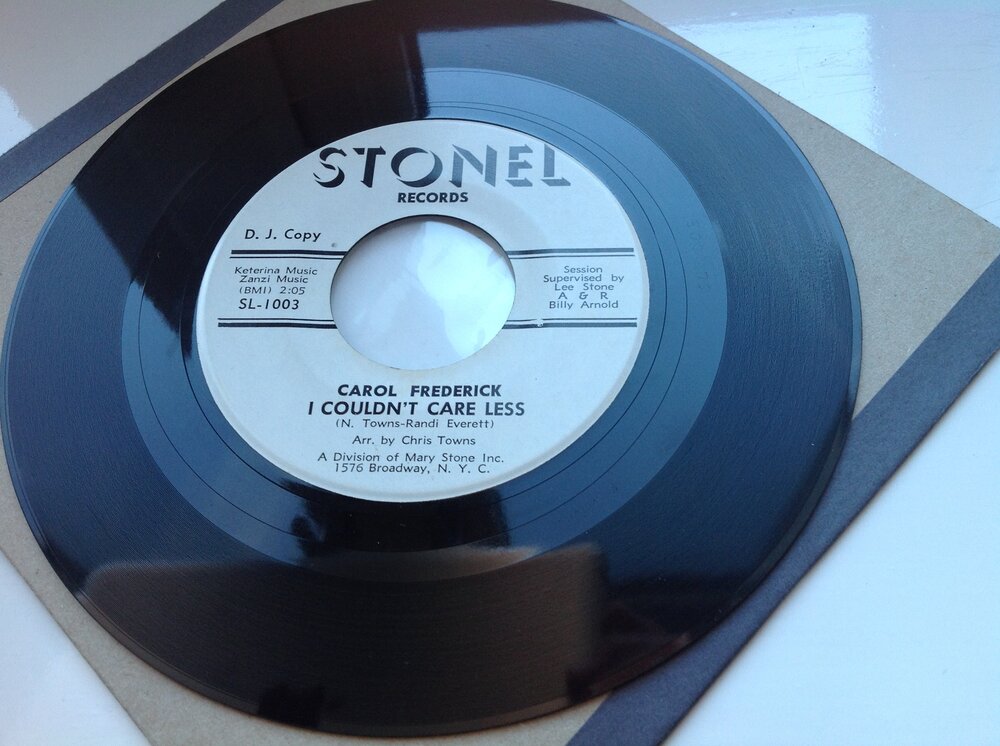 STONEL
RECORDS
D. J. Copy
Keterina Music
Zanzi Music
(BMI) 2:05
SL-1003
Session
Supervised by
Lee Stone
A & R
Billy Arnold
CAROL FREDERICK
I COULDN'T CARE LESS
(N. Towns-Randi Everett)
Arr. by Chris Towns
A Division of Mary Stone Inc.
1576 Broadway, N. Y. C.